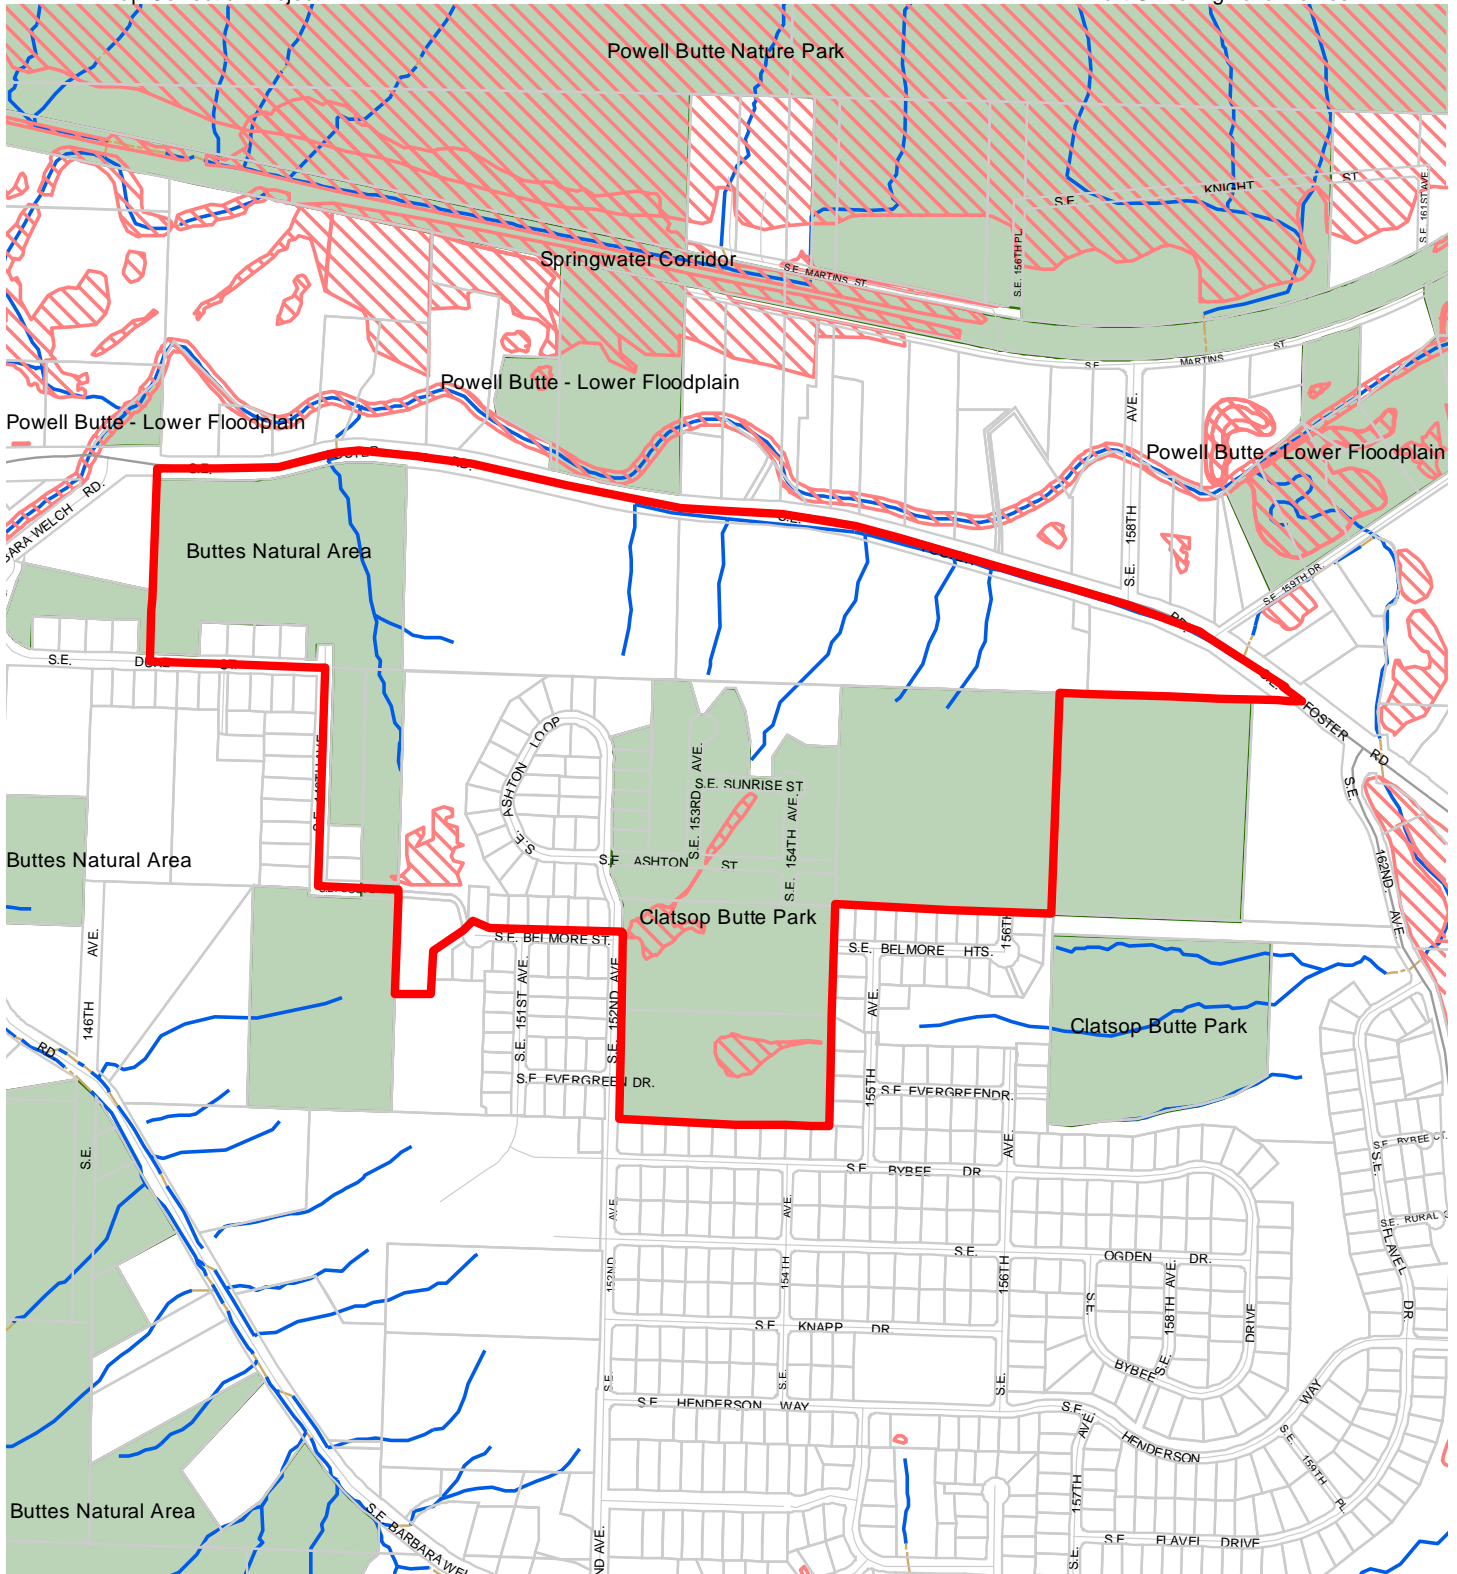 Powell Butte Nature Park
KNIGHT
ST
S.E.
S.E. 161ST AVE.
S.E. 156TH PL.
Springwater Corridor
S.E. MARTINS ST.
S.E.
MARTINS
ST.
Powell Butte - Lower Floodplain
Powell Butte - Lower Floodplain
AVE.
Powell Butte - Lower Floodplain
S.E.
RD.
RD.
S.E. 158TH
BARA WELCH
Buttes Natural Area
S.E.
S.E. 159TH DR.
RD.
S.E.
S.E.
FOSTER
RD
ASHTON LOOP
S.E.
S.E. 153RD AVE.
S.E. SUNRISE ST
S.E. 154TH AVE.
S.E.
162ND. AVE.
Buttes Natural Area
S.E. ASHTON ST
Clatsop Butte Park
S.E. BELMORE ST.
S.E. BELMORE HTS.
156TH
146TH AVE.
S.E. 151ST AVE.
S.E. 152ND AVE.
AVE.
Clatsop Butte Park
RD.
S.E. EVERGREEN DR.
155TH
S.E. EVERGREEN DR.
S.E.
S.E. BYBEE DR.
AVE.
S.E. BYBEE CT.
S.E.
S.E. RURAL
FLAVEL
DR.
AVE.
AVE.
S.E.
OGDEN DR.
152ND
154TH
156TH
S.E.
S.E. 158TH AVE.
DRIVE
S.E. KNAPP DR.
BYBEE
S.E.
S.E.
S.E.
S.E. HENDERSON WAY
S.E.
HENDERSON
WAY
AVE.
S.E. 159TH PL.
157TH
S.E.
Buttes Natural Area
S.E. BARBARA WEL
ND AVE.
S.E. FLAVEL DRIVE